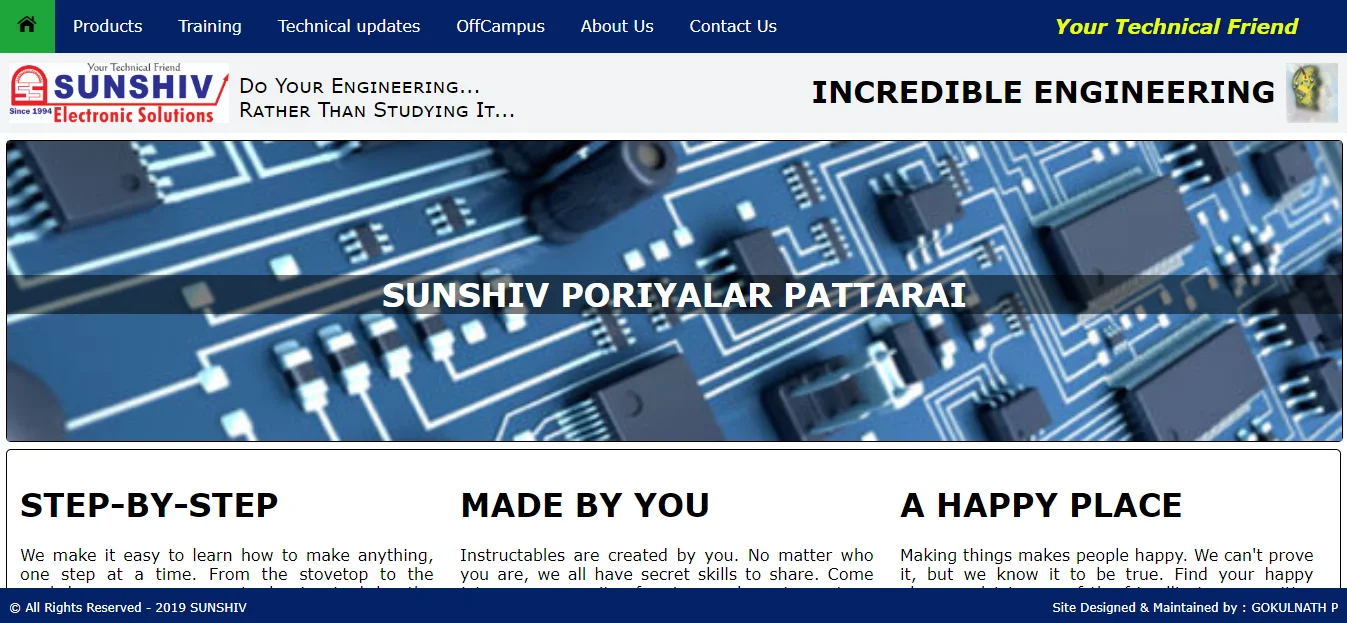 Products Training Technical updates OffCampus About Us Contact Us Your Technical Friend
Your Technical Friend
SUNSHIV
Since 1994 Electronic Solutions
Do Your Engineering...
Rather Than Studying It...
INCREDIBLE ENGINEERING
SUNSHIV PORIYALAR PATTARAI
STEP-BY-STEP
We make it easy to learn how to make anything,
one step at a time. From the stovetop to the
MADE BY YOU
Instructables are created by you. No matter who
you are, we all have secret skills to share. Come
A HAPPY PLACE
Making things makes people happy. We can't prove
it, but we know it to be true. Find your happy
© All Rights Reserved - 2019 SUNSHIV
Site Designed & Maintained by : GOKULNATH P